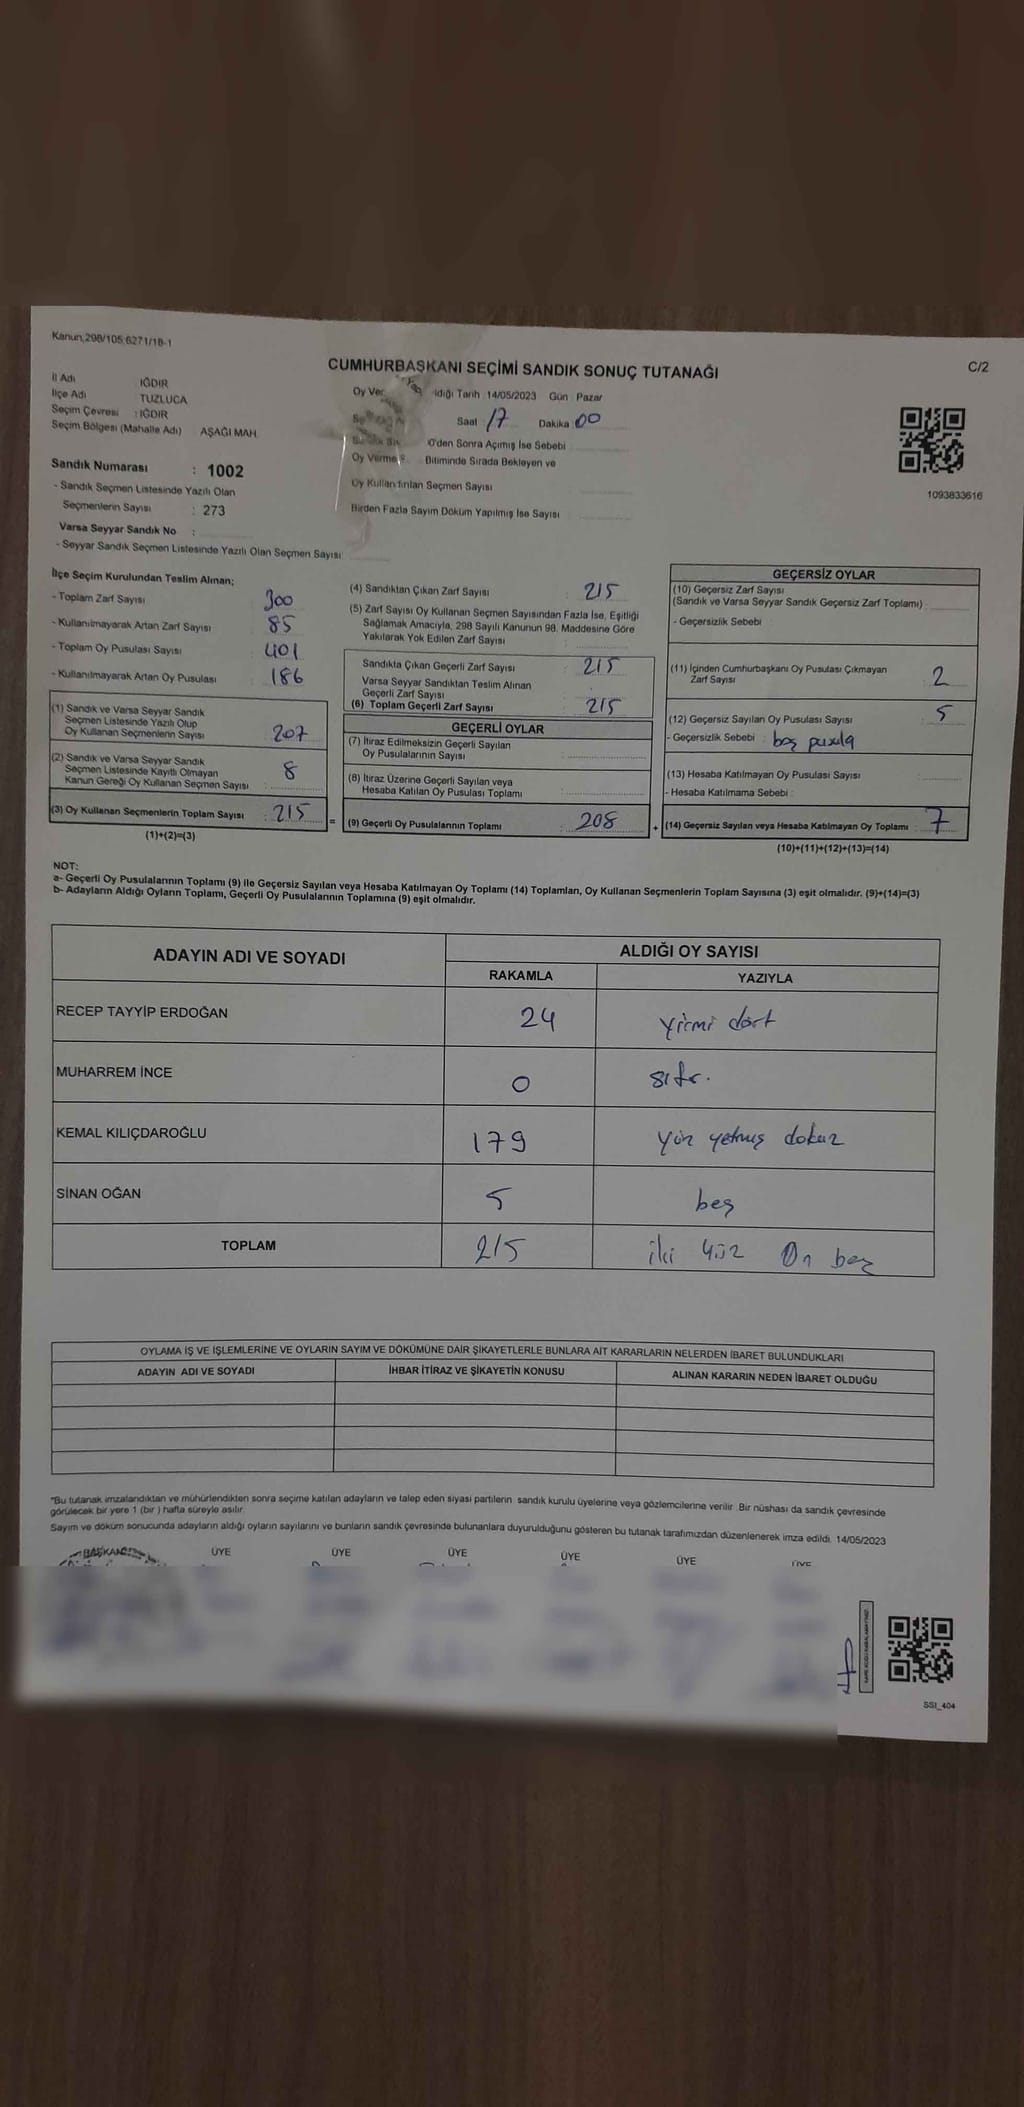 Kanun;298/105;6271/18-1
CUMHURBAŞKANI SEÇİMİ SANDIK SONUÇ TUTANAĞI
C/2
İl Adı IĞDIR
İlçe Adı TUZLUCA
Seçim Çevresi : IĞDIR
Seçim Bölgesi (Mahalle Adı) AŞAĞI MAH.
Sandık Numarası : 1002
- Sandık Seçmen Listesinde Yazılı Olan
Seçmenlerin Sayısı : 273
Varsa Seyyar Sandık No :
- Seyyar Sandık Seçmen Listesinde Yazılı Olan Seçmen Sayısı:
Oy Ver ldiği Tarih :14/05/2023 Gün Pazar
Saat 17 Dakika 00
0'den Sonra Açımış İse Sebebi
Oy Verme Bitiminde Sırada Bekleyen ve
Oy Kullandırılan Seçmen Sayısı
Birden Fazla Sayım Döküm Yapılmış İse Sayısı
1093833616
İlçe Seçim Kurulundan Teslim Alınan;
- Toplam Zarf Sayısı 300
- Kullanılmayarak Artan Zarf Sayısı 85
- Toplam Oy Pusulası Sayısı 401
- Kullanılmayarak Artan Oy Pusulası 186
(1) Sandık ve Varsa Seyyar Sandık
Seçmen Listesinde Yazılı Olup
Oy Kullanan Seçmenlerin Sayısı : 207
(2) Sandık ve Varsa Seyyar Sandık
Seçmen Listesinde Kayıtlı Olmayan
Kanun Gereği Oy Kullanan Seçmen Sayısı : 8
(3) Oy Kullanan Seçmenlerin Toplam Sayısı : 215 =
(1)+(2)=(3)
(4) Sandıktan Çıkan Zarf Sayısı : 215
(5) Zarf Sayısı Oy Kullanan Seçmen Sayısından Fazla İse, Eşitliği
Sağlamak Amacıyla, 298 Sayılı Kanunun 98. Maddesine Göre
Yakılarak Yok Edilen Zarf Sayısı :
Sandıkta Çıkan Geçerli Zarf Sayısı : 215
Varsa Seyyar Sandıktan Teslim Alınan
Geçerli Zarf Sayısı :
(6) Toplam Geçerli Zarf Sayısı : 215
GEÇERLİ OYLAR
(7) İtiraz Edilmeksizin Geçerli Sayılan
Oy Pusulalarının Sayısı :
(8) İtiraz Üzerine Geçerli Sayılan veya
Hesaba Katılan Oy Pusulası Toplamı :
(9) Geçerli Oy Pusulalarının Toplamı : 208 +
GEÇERSİZ OYLAR
(10) Geçersiz Zarf Sayısı
(Sandık ve Varsa Seyyar Sandık Geçersiz Zarf Toplamı) :
- Geçersizlik Sebebi :
(11) İçinden Cumhurbaşkanı Oy Pusulası Çıkmayan
Zarf Sayısı : 2
(12) Geçersiz Sayılan Oy Pusulası Sayısı : 5
- Geçersizlik Sebebi : boş pusula
(13) Hesaba Katılmayan Oy Pusulası Sayısı :
- Hesaba Katılmama Sebebi :
(14) Geçersiz Sayılan veya Hesaba Katılmayan Oy Toplamı : 7
(10)+(11)+(12)+(13)=(14)
NOT:
a- Geçerli Oy Pusulalarının Toplamı (9) ile Geçersiz Sayılan veya Hesaba Katılmayan Oy Toplamı (14) Toplamları, Oy Kullanan Seçmenlerin Toplam Sayısına (3) eşit olmalıdır. (9)+(14)=(3)
b- Adayların Aldığı Oyların Toplamı, Geçerli Oy Pusulalarının Toplamına (9) eşit olmalıdır.
ADAYIN ADI VE SOYADI ALDIĞI OY SAYISI
RAKAMLA YAZIYLA
RECEP TAYYİP ERDOĞAN 24 yirmi dört
MUHARREM İNCE 0 sıfır.
KEMAL KILIÇDAROĞLU 179 yüz yetmiş dokuz
SİNAN OĞAN 5 beş
TOPLAM 215 iki yüz On beş
OYLAMA İŞ VE İŞLEMLERİNE VE OYLARIN SAYIM VE DÖKÜMÜNE DAİR ŞİKAYETLERLE BUNLARA AİT KARARLARIN NELERDEN İBARET BULUNDUKLARI
ADAYIN ADI VE SOYADI İHBAR İTİRAZ VE ŞİKAYETİN KONUSU ALINAN KARARIN NEDEN İBARET OLDUĞU
"Bu tutanak imzalandıktan ve mühürlendikten sonra seçime katılan adayların ve talep eden siyasi partilerin sandık kurulu üyelerine veya gözlemcilerine verilir. Bir nüshası da sandık çevresinde
görülecek bir yere 1 (bir ) hafta süreyle asılır.
Sayım ve döküm sonucunda adayların aldığı oyların sayılarını ve bunların sandık çevresinde bulunanlara duyurulduğunu gösteren bu tutanak tarafımızdan düzenlenerek imza edildi. 14/05/2023
BAŞKAN ÜYE ÜYE ÜYE ÜYE ÜYE ÜYE
SSI_404